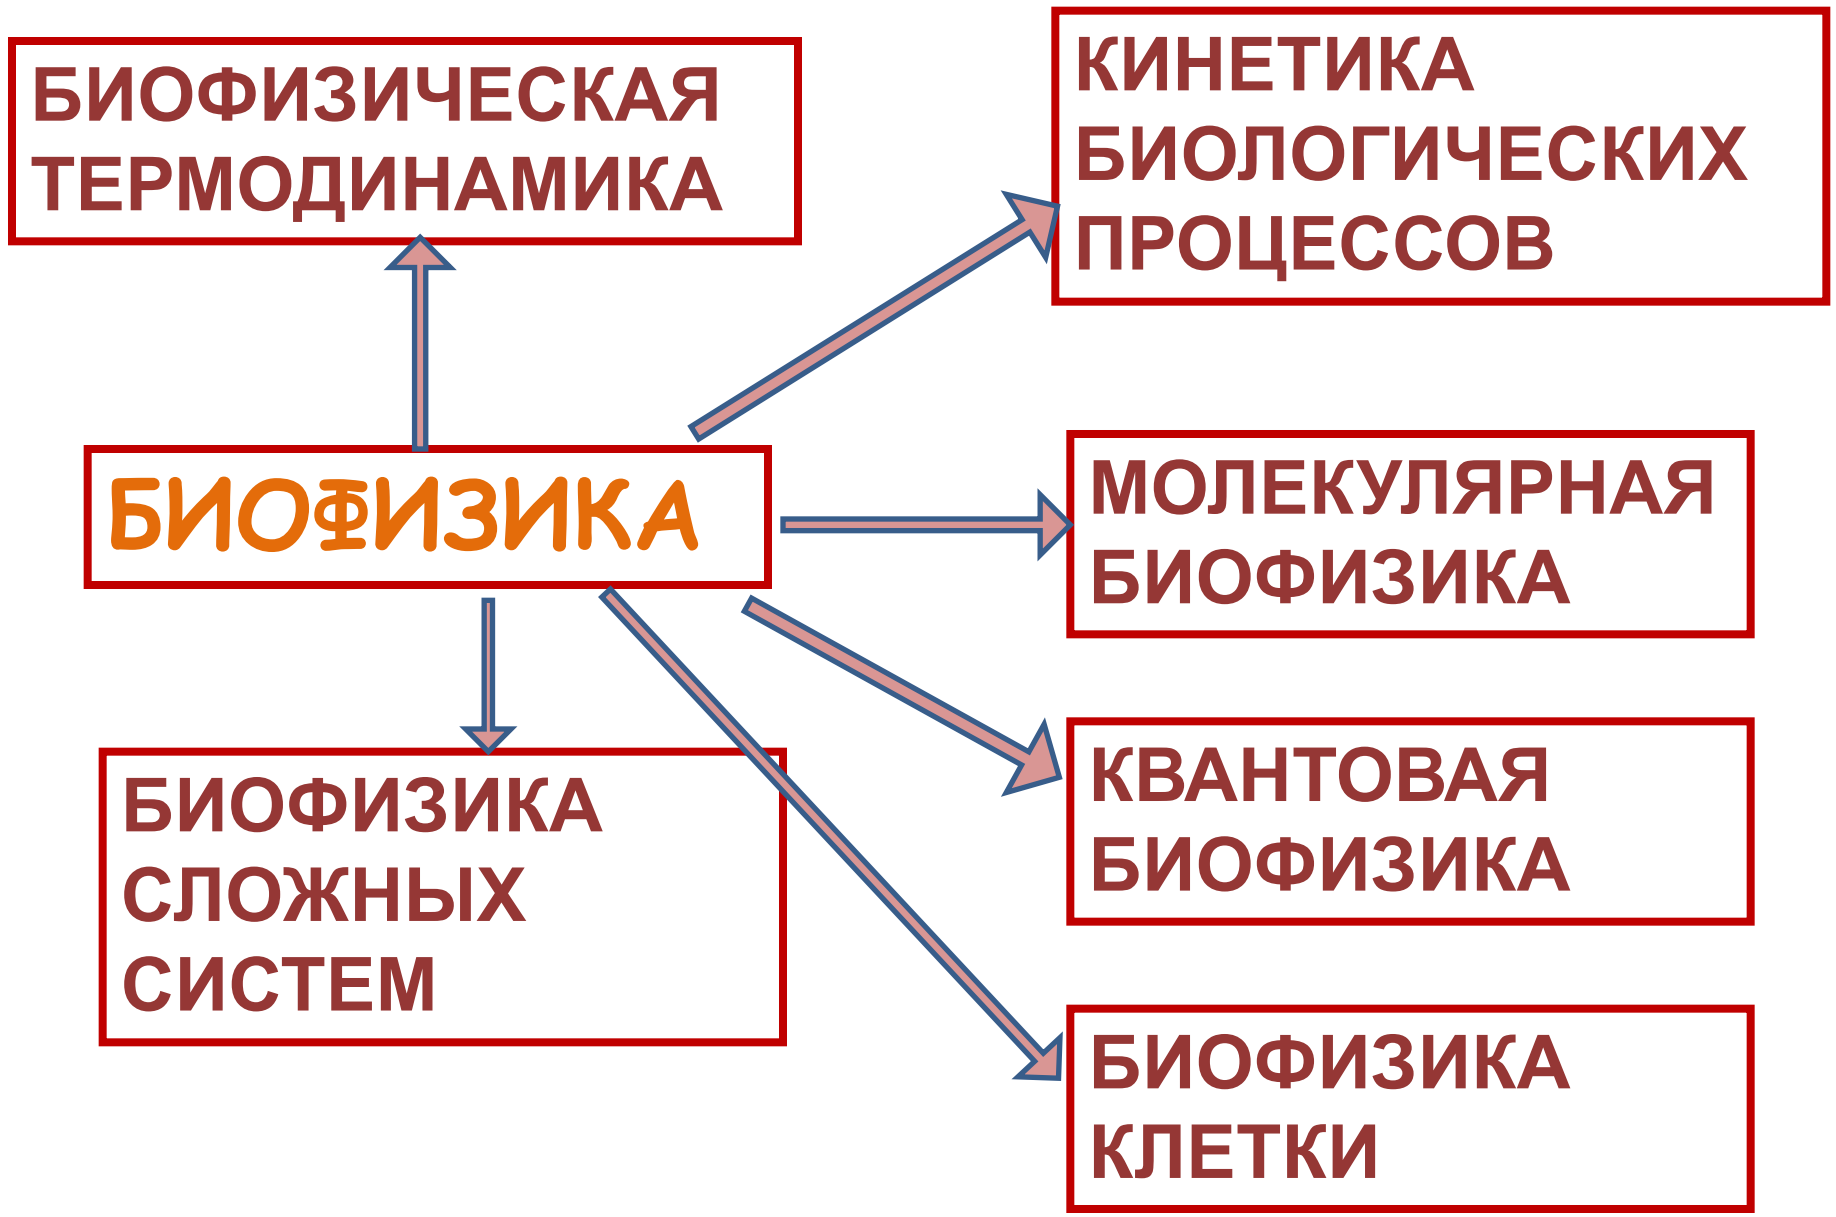 БИОФИЗИЧЕСКАЯ
ТЕРМОДИНАМИКА
КИНЕТИКА
БИОЛОГИЧЕСКИХ
ПРОЦЕССОВ
БИОФИЗИКА
МОЛЕКУЛЯРНАЯ
БИОФИЗИКА
КВАНТОВАЯ
БИОФИЗИКА
БИОФИЗИКА
СЛОЖНЫХ
СИСТЕМ
БИОФИЗИКА
КЛЕТКИ